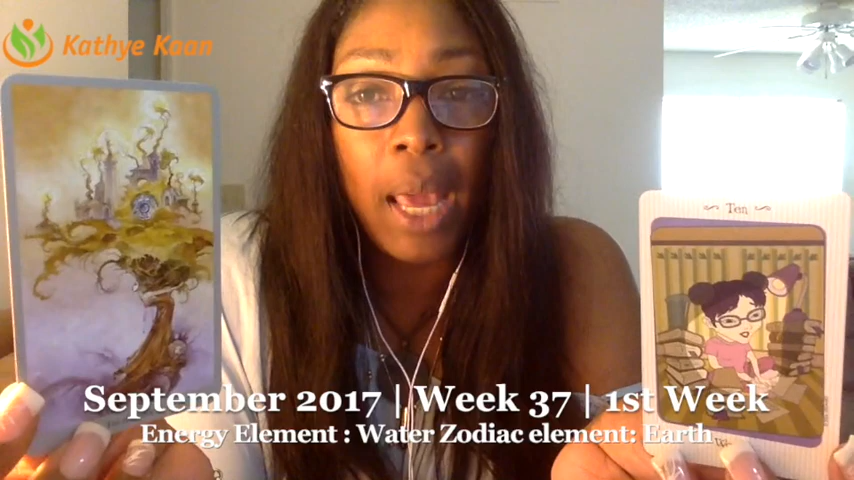 Kathye Kaan
Ten
September 2017 | Week 37 | 1st Week
Energy Element : Water Zodiac element: Earth